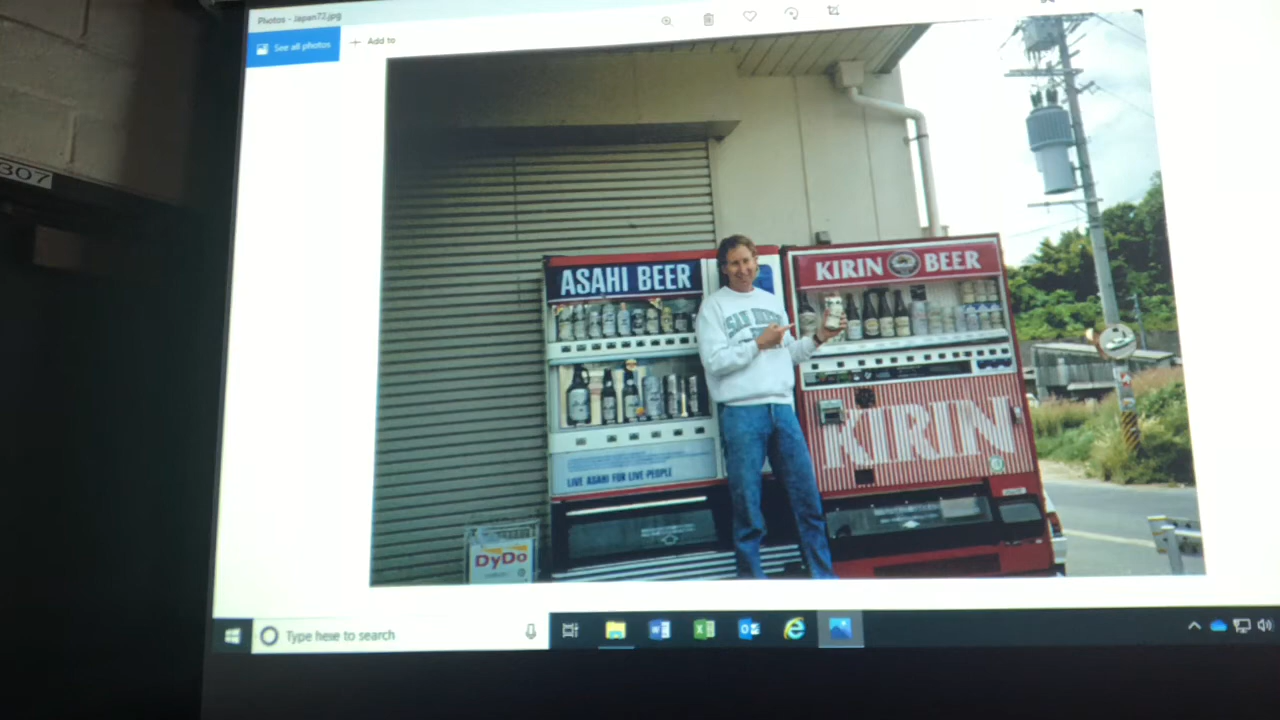 Photos - Japan72.jpg
See all photos
Add to
307
ASAHI BEER
KIRIN BEER
KIRIN
LIVE ASAHI FOR LIVE PEOPLE
DyDo
Type here to search